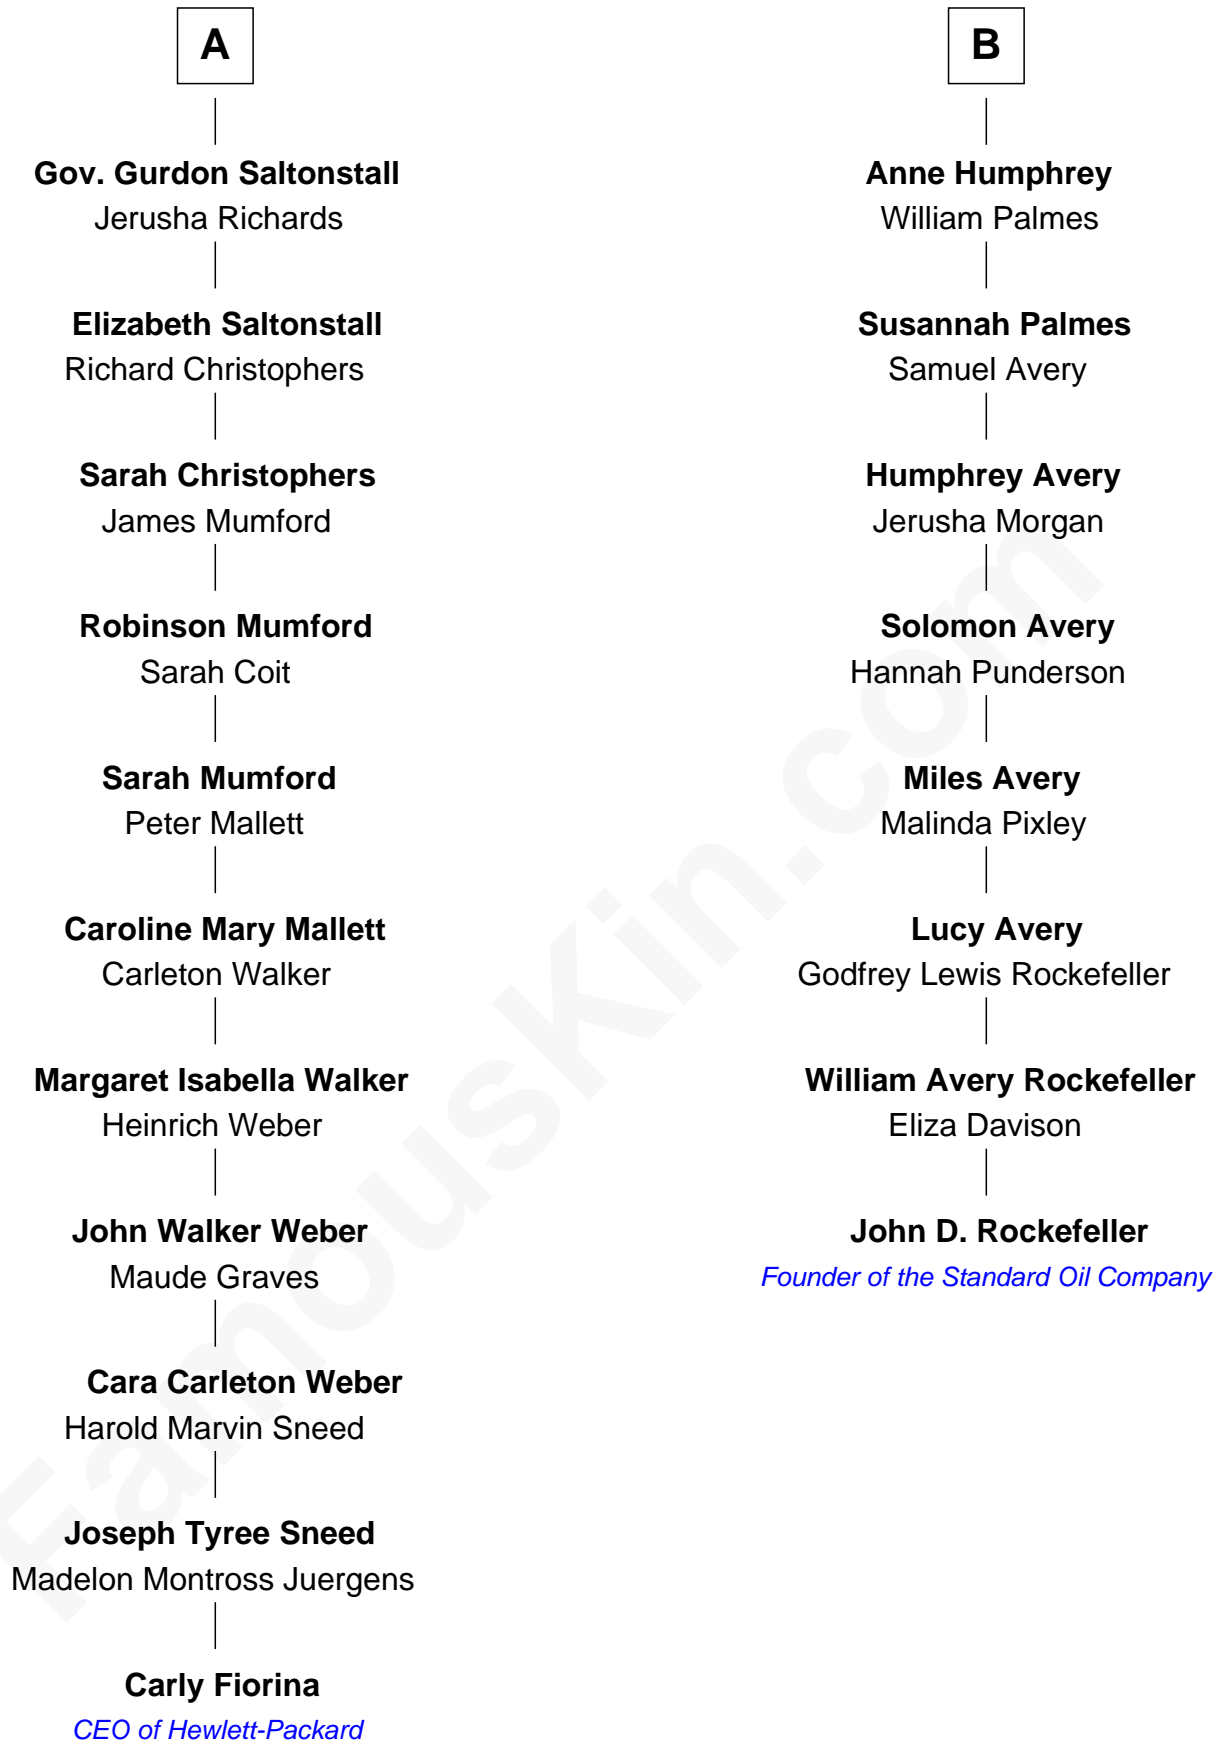 A
Gov. Gurdon Saltonstall
Jerusha Richards
Elizabeth Saltonstall
Richard Christophers
Sarah Christophers
James Mumford
Robinson Mumford
Sarah Coit
Sarah Mumford
Peter Mallett
Caroline Mary Mallett
Carleton Walker
Margaret Isabella Walker
Heinrich Weber
John Walker Weber
Maude Graves
Cara Carleton Weber
Harold Marvin Sneed
Joseph Tyree Sneed
Madelon Montross Juergens
Carly Fiorina
CEO of Hewlett-Packard
B
Anne Humphrey
William Palmes
Susannah Palmes
Samuel Avery
Humphrey Avery
Jerusha Morgan
Solomon Avery
Hannah Punderson
Miles Avery
Malinda Pixley
Lucy Avery
Godfrey Lewis Rockefeller
William Avery Rockefeller
Eliza Davison
John D. Rockefeller
Founder of the Standard Oil Company
FamousKin.com